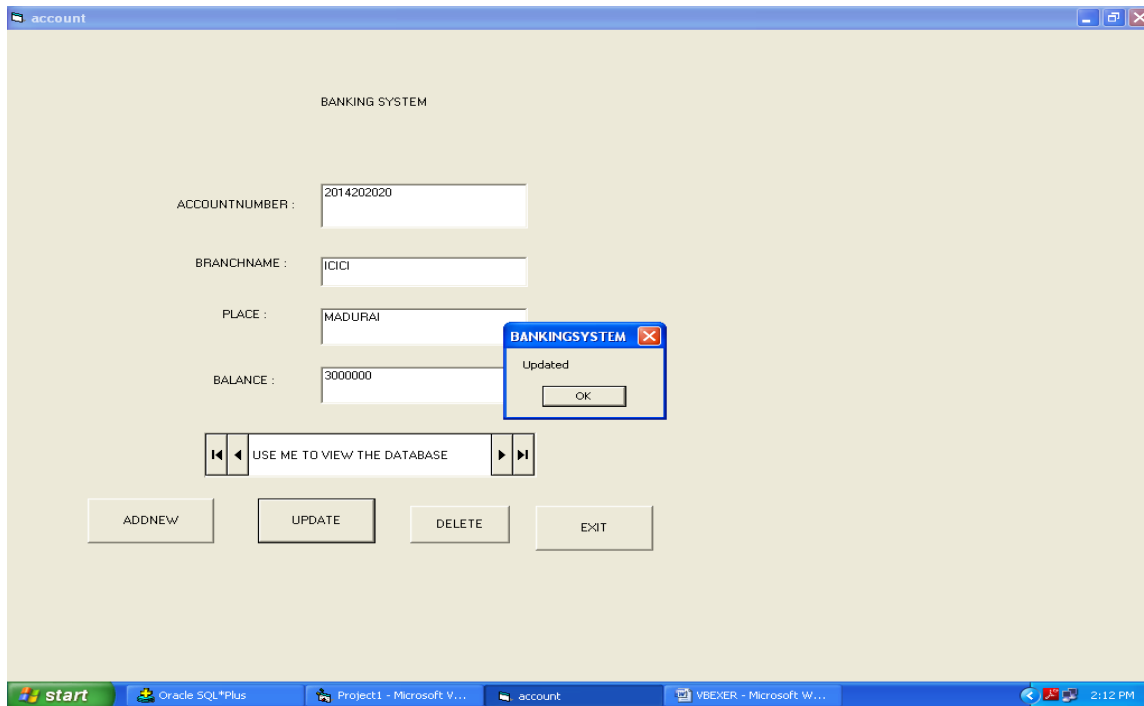 account
BANKING SYSTEM
ACCOUNTNUMBER :
2014202020
BRANCHNAME :
ICICI
PLACE :
MADURAI
BANKINGSYSTEM
Updated
OK
BALANCE :
3000000
USE ME TO VIEW THE DATABASE
ADDNEW
UPDATE
DELETE
EXIT
start
Oracle SQL*Plus
Project1 - Microsoft V...
account
VBEXER - Microsoft W...
2:12 PM